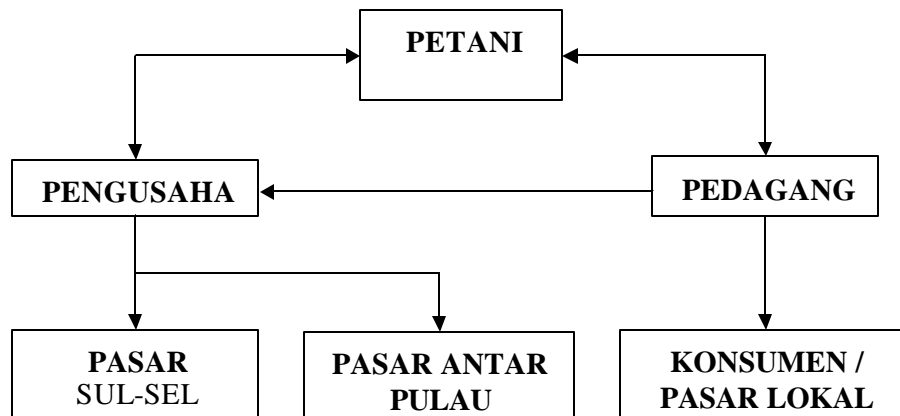 PETANI
PENGUSAHA
PEDAGANG
PASAR
SUL-SEL
PASAR ANTAR
PULAU
KONSUMEN /
PASAR LOKAL